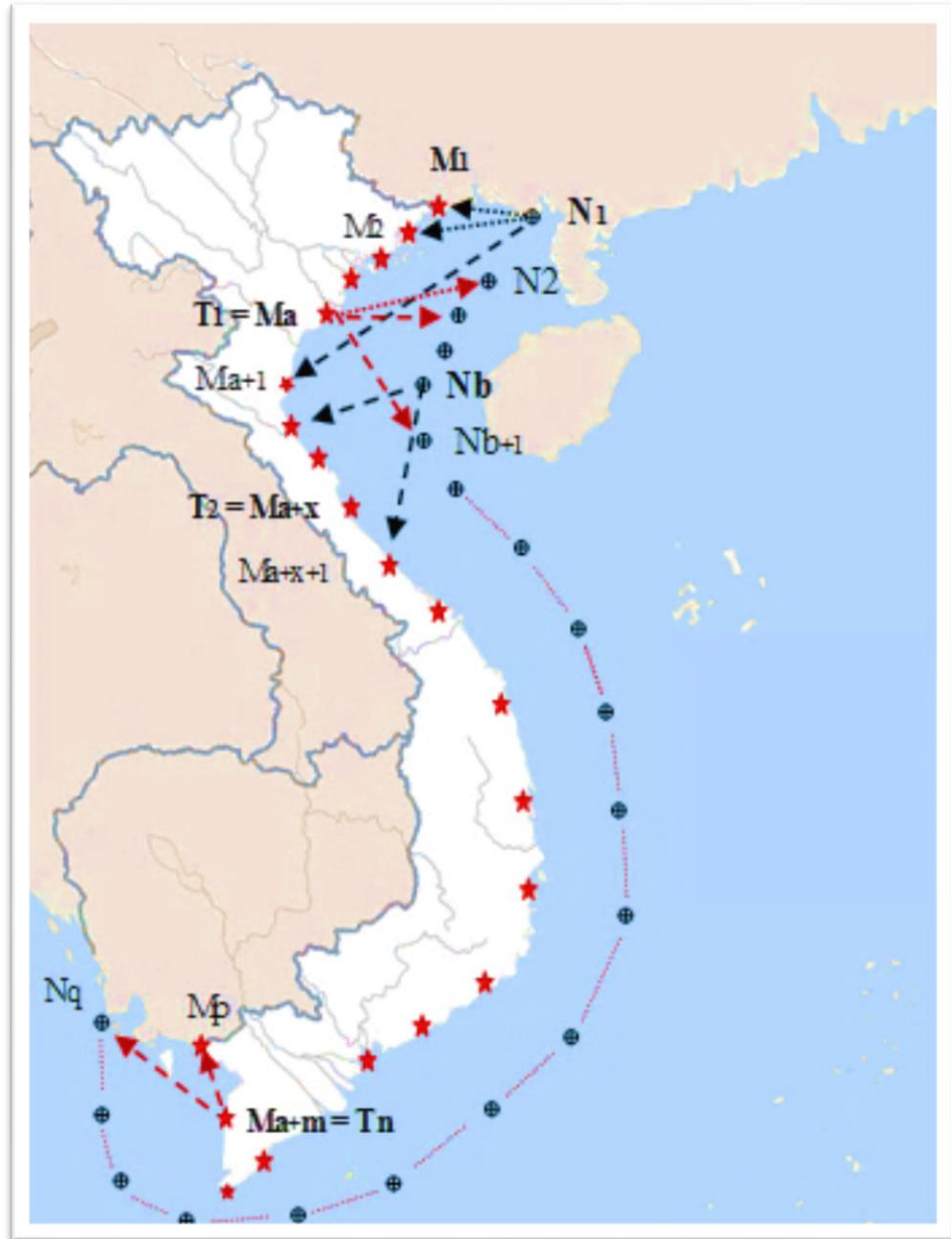 M1
N1
M2
N2
T1 = Ma
Ma+1
Nb
Nb+1
T2 = Ma+x
Ma+x+1
Nq
Mp
Ma+m = Tn